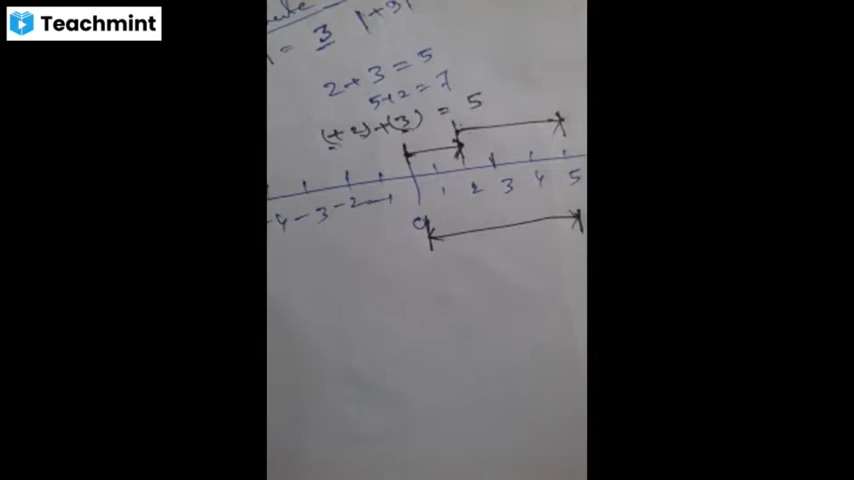 Teachmint
= 3 |+3|
2+3=5
5+2=7
(+2)+(3) = 5
-4 -3 -2 -1 0 1 2 3 4 5